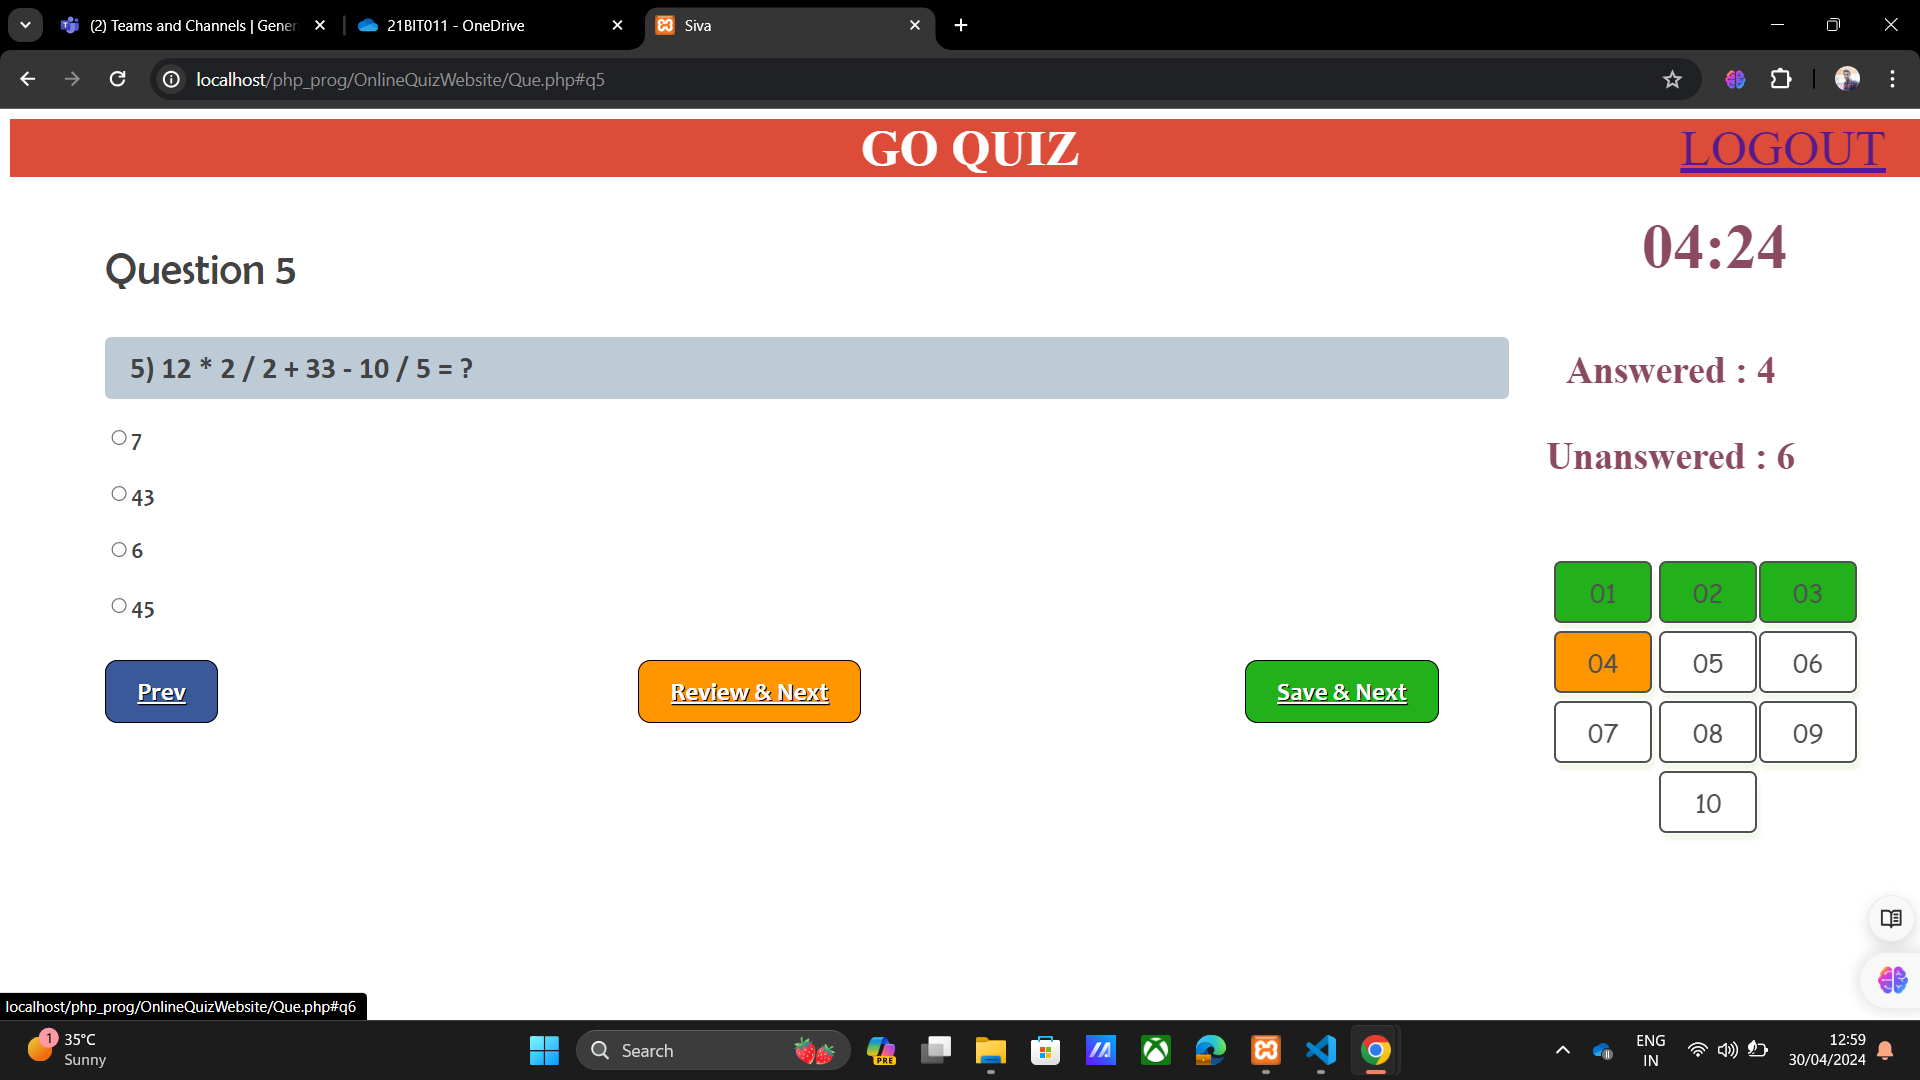 (2) Teams and Channels | Gener
21BIT011 - OneDrive
Siva
localhost/php_prog/OnlineQuizWebsite/Que.php#q5
GO QUIZ
LOGOUT
04:24
Question 5
5) 12 * 2 / 2 + 33 - 10 / 5 = ?
Answered : 4
7
Unanswered : 6
43
6
45
01 02 03
04 05 06
Prev
Review & Next
Save & Next
07 08 09
10
localhost/php_prog/OnlineQuizWebsite/Que.php#q6
1
35°C
Sunny
Search
PRE
ENG
IN
12:59
30/04/2024